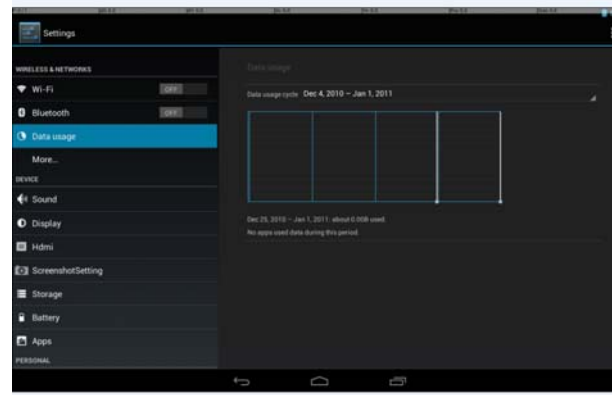 Settings
WIRELESS & NETWORKS
Wi-Fi OFF
Bluetooth OFF
Data usage
More...
DEVICE
Sound
Display
Hdmi
ScreenshotSetting
Storage
Battery
Apps
PERSONAL
Data usage
Data usage cycle Dec 4, 2010 – Jan 1, 2011
Dec 25, 2010 – Jan 1, 2011: about 0.00B used.
No apps used data during this period.